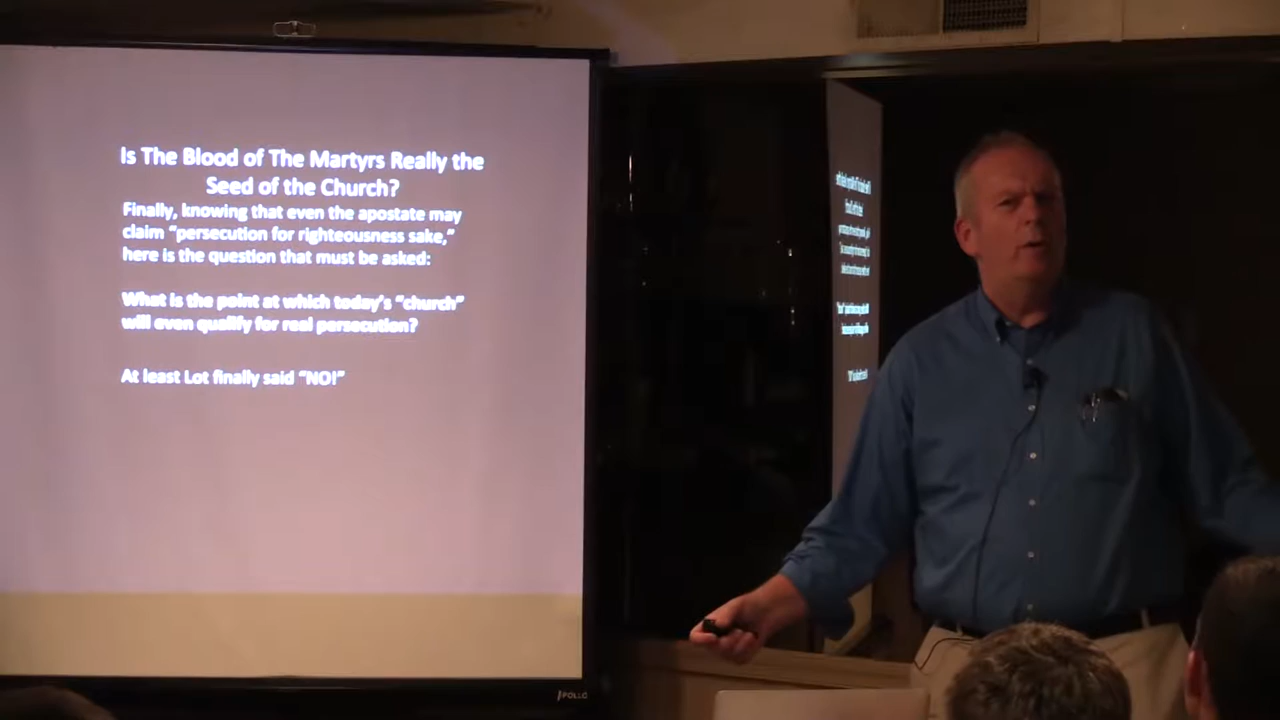 Is The Blood of The Martyrs Really the
Seed of the Church?
Finally, knowing that even the apostate may
claim “persecution for righteousness sake,”
here is the question that must be asked:
What is the point at which today’s “church”
will even qualify for real persecution?
At least Lot finally said “NO!”
APOLLO